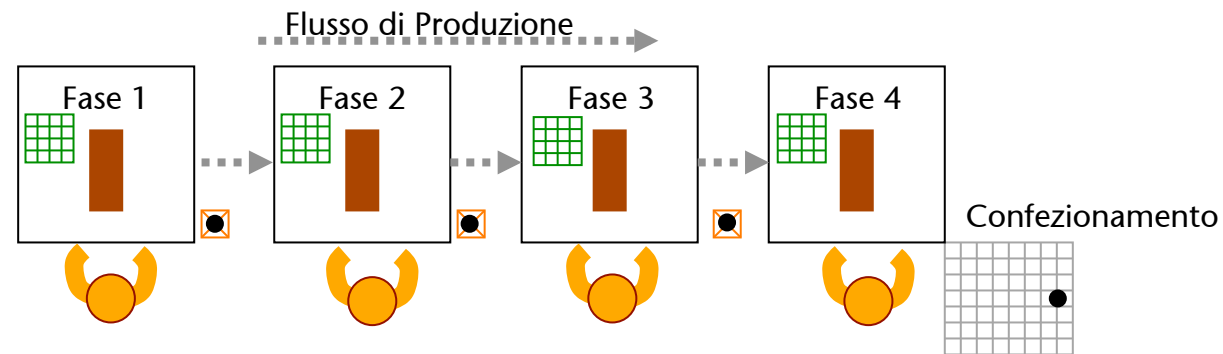 Flusso di Produzione
Fase 1
Fase 2
Fase 3
Fase 4
Confezionamento